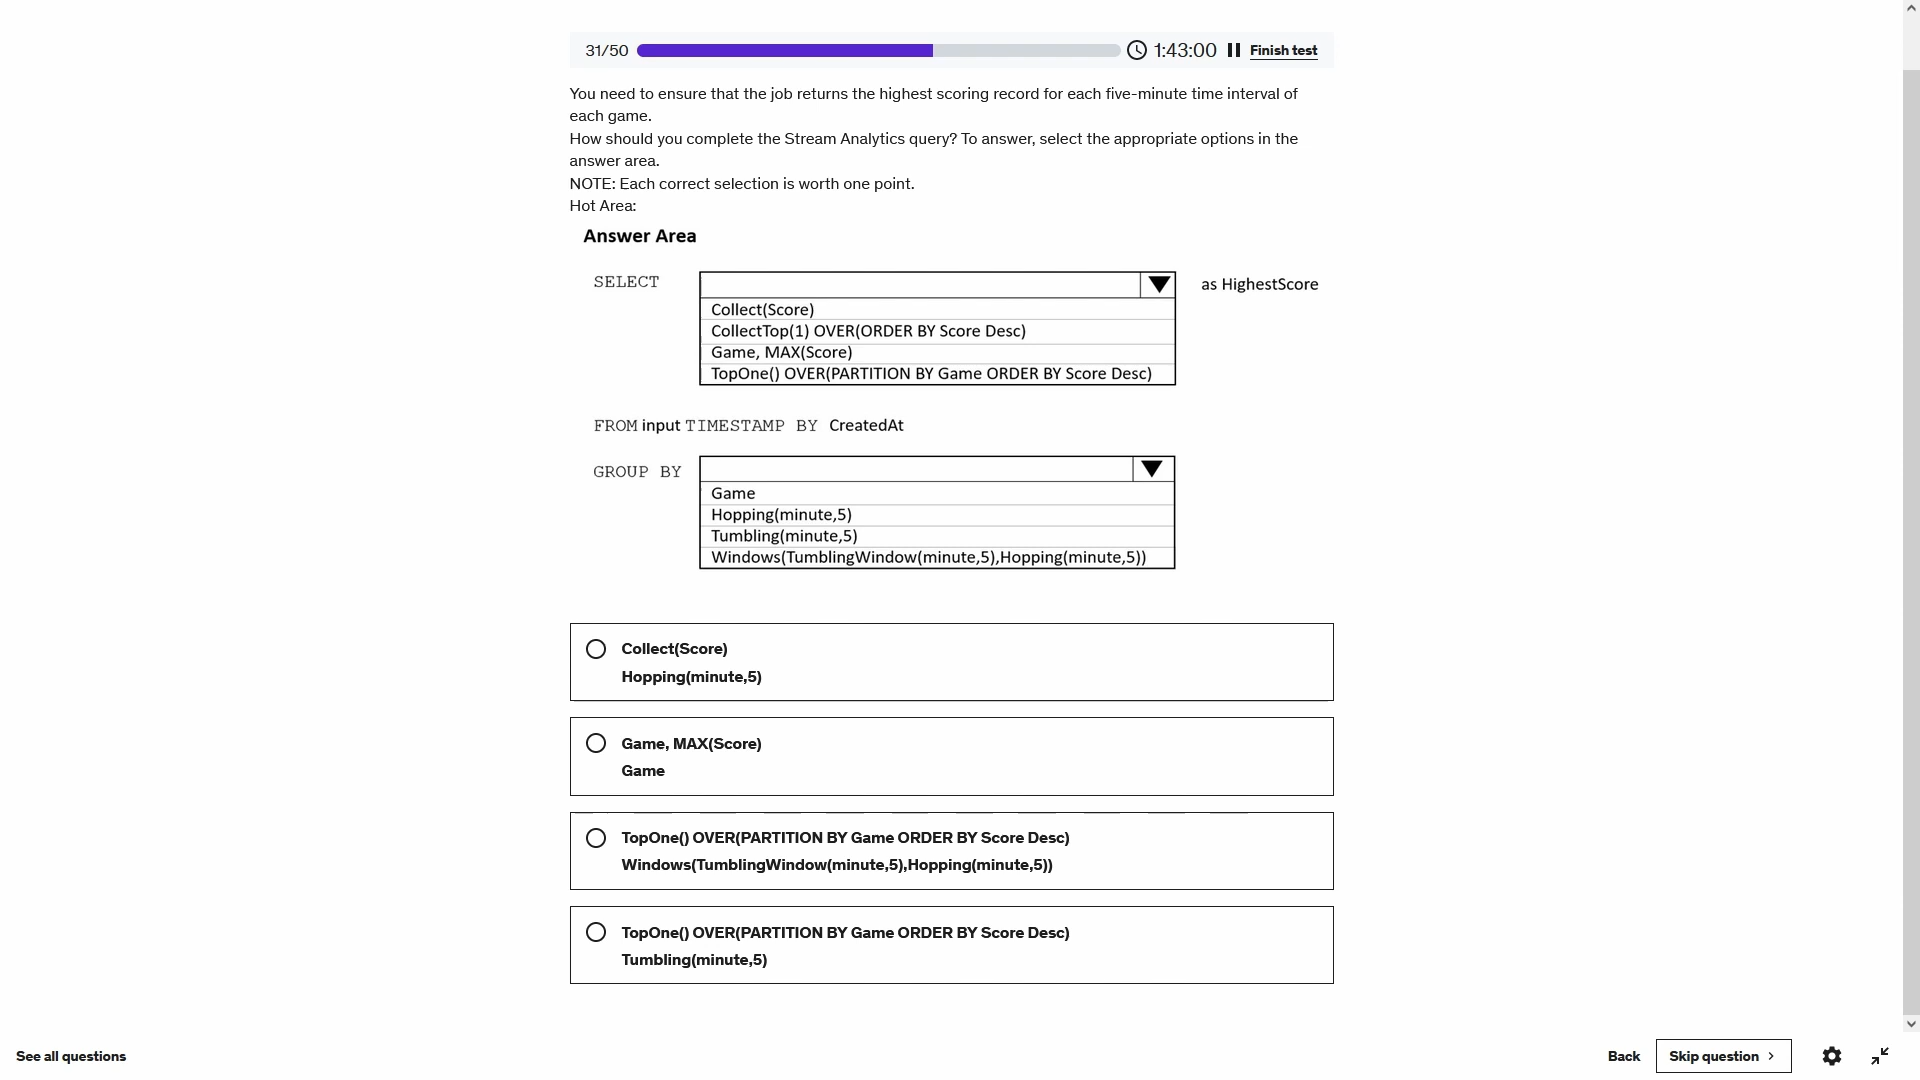 31/50 1:43:00 Finish test
You need to ensure that the job returns the highest scoring record for each five-minute time interval of
each game.
How should you complete the Stream Analytics query? To answer, select the appropriate options in the
answer area.
NOTE: Each correct selection is worth one point.
Hot Area:
Answer Area
SELECT as HighestScore
Collect(Score)
CollectTop(1) OVER(ORDER BY Score Desc)
Game, MAX(Score)
TopOne() OVER(PARTITION BY Game ORDER BY Score Desc)
FROM input TIMESTAMP BY CreatedAt
GROUP BY
Game
Hopping(minute,5)
Tumbling(minute,5)
Windows(TumblingWindow(minute,5),Hopping(minute,5))
Collect(Score)
Hopping(minute,5)
Game, MAX(Score)
Game
TopOne() OVER(PARTITION BY Game ORDER BY Score Desc)
Windows(TumblingWindow(minute,5),Hopping(minute,5))
TopOne() OVER(PARTITION BY Game ORDER BY Score Desc)
Tumbling(minute,5)
See all questions Back Skip question